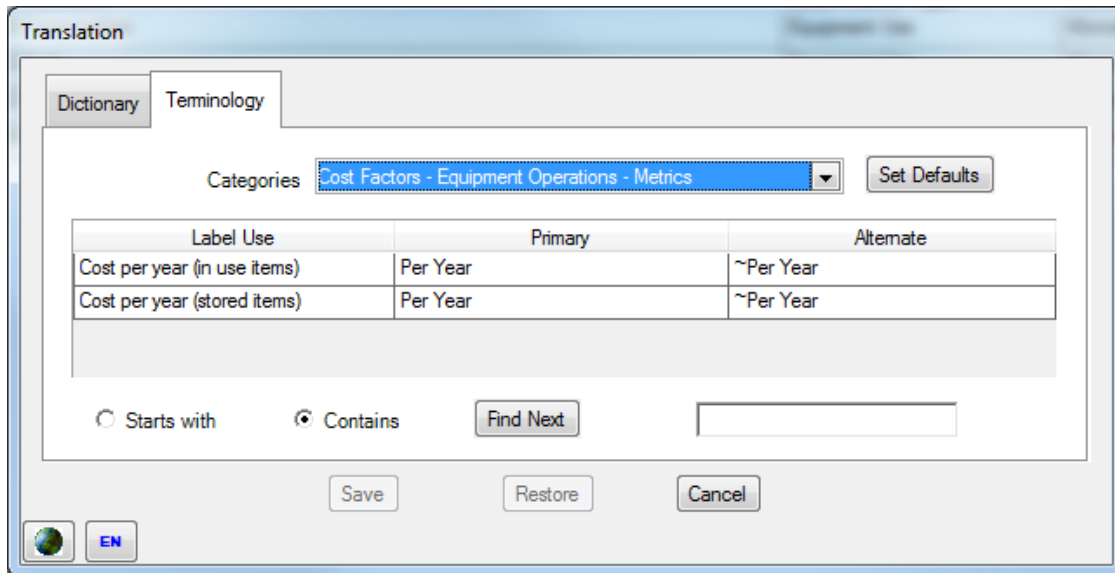 Translation
Equipment Use
Dictionary Terminology
Categories Cost Factors - Equipment Operations - Metrics Set Defaults
Label Use Primary Alternate
Cost per year (in use items) Per Year ~Per Year
Cost per year (stored items) Per Year ~Per Year
Starts with Contains Find Next
Save Restore Cancel
EN